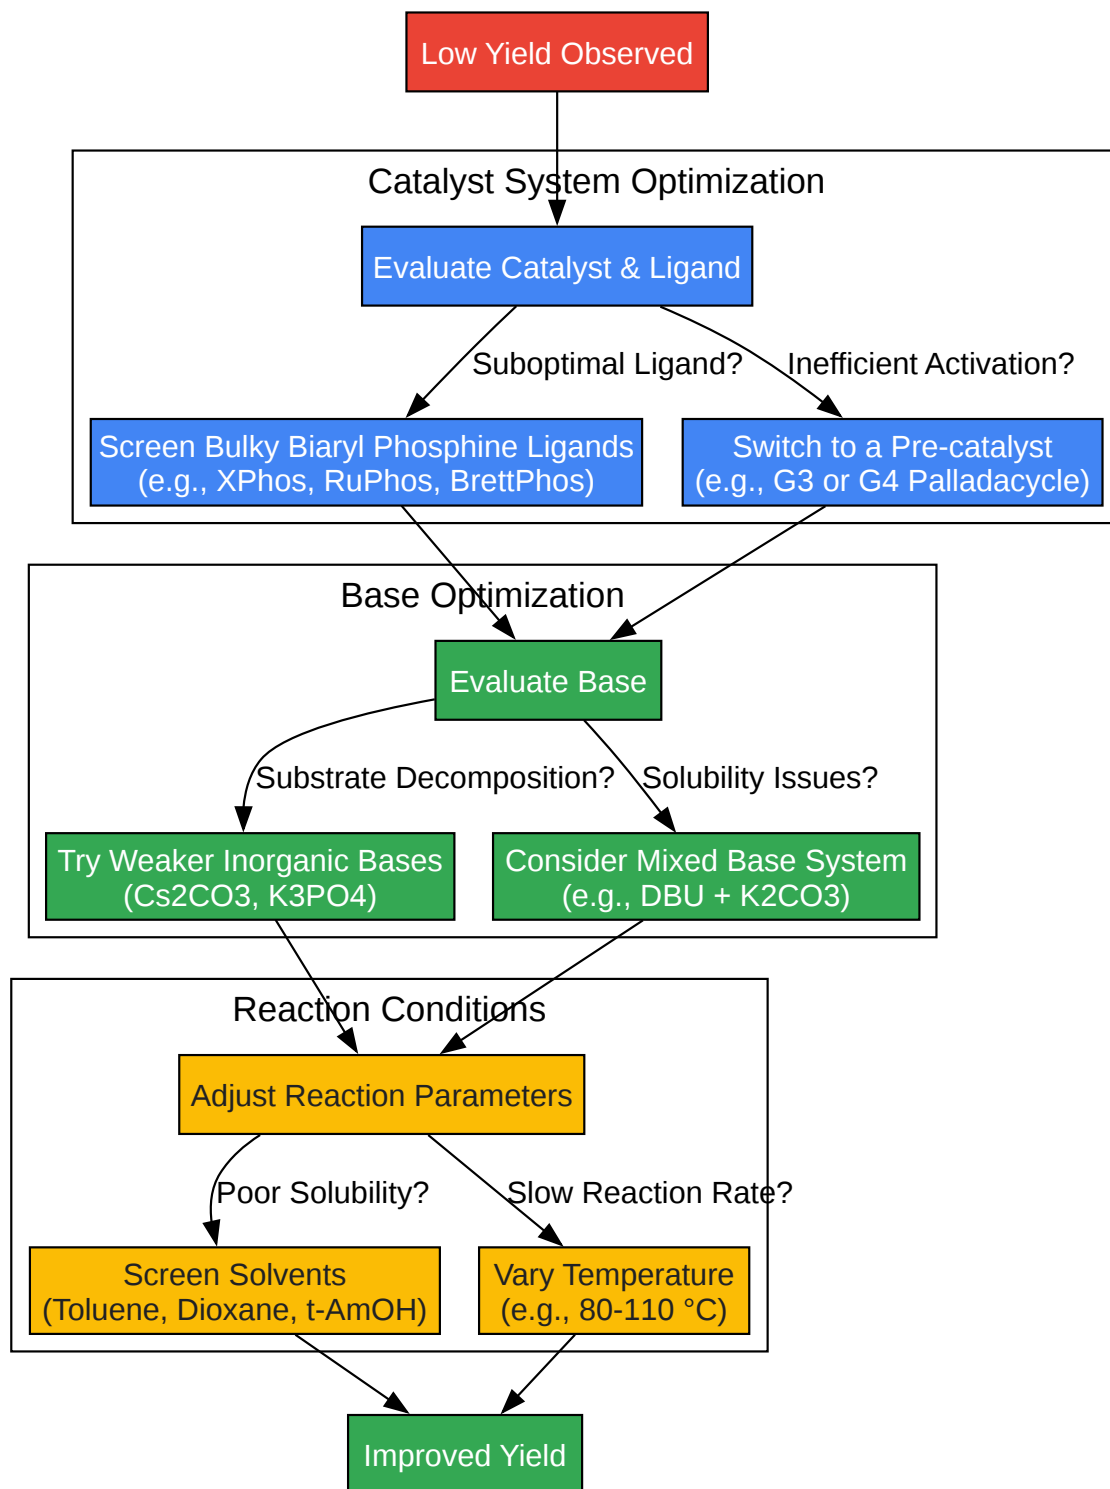 Low Yield Observed
Catalyst System Optimization
Evaluate Catalyst & Ligand
Suboptimal Ligand?
Inefficient Activation?
Screen Bulky Biaryl Phosphine Ligands
(e.g., XPhos, RuPhos, BrettPhos)
Switch to a Pre-catalyst
(e.g., G3 or G4 Palladacycle)
Base Optimization
Evaluate Base
Substrate Decomposition?
Solubility Issues?
Try Weaker Inorganic Bases
(Cs2CO3, K3PO4)
Consider Mixed Base System
(e.g., DBU + K2CO3)
Reaction Conditions
Adjust Reaction Parameters
Poor Solubility?
Slow Reaction Rate?
Screen Solvents
(Toluene, Dioxane, t-AmOH)
Vary Temperature
(e.g., 80-110 °C)
Improved Yield